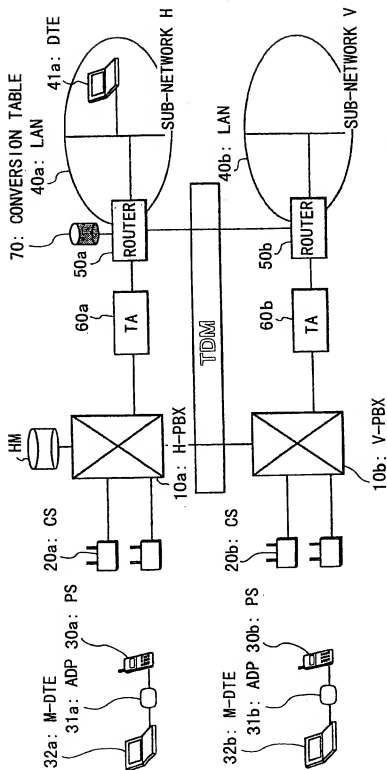 70: CONVERSION TABLE
40a: LAN
41a: DTE
HM
60a
50a
TA
ROUTER
SUB-NETWORK H
20a: CS
10a: H-PBX
32a: M-DTE
31a: ADP
30a: PS
TDM
40b: LAN
60b
50b
TA
ROUTER
SUB-NETWORK V
20b: CS
10b: V-PBX
32b: M-DTE
31b: ADP
30b: PS